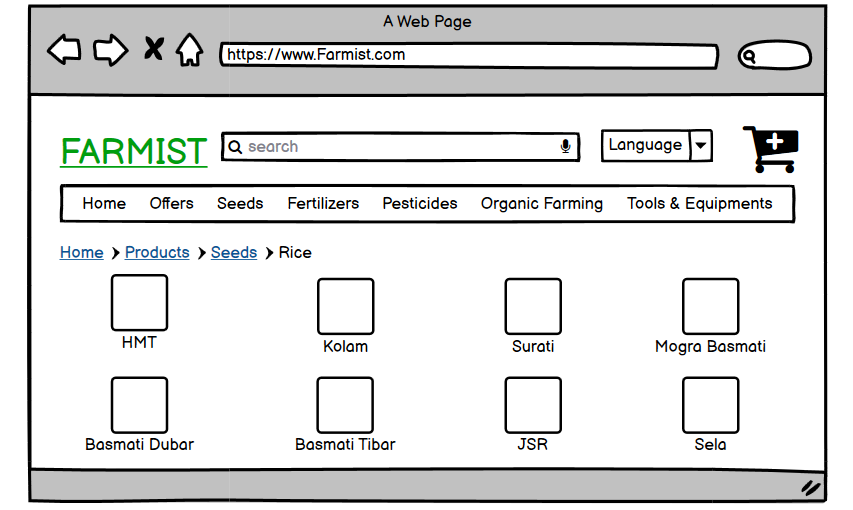 A Web Page
https://www.Farmist.com
FARMIST search Language
Home Offers Seeds Fertilizers Pesticides Organic Farming Tools & Equipments
Home Products Seeds Rice
HMT Kolam Surati Mogra Basmati
Basmati Dubar Basmati Tibar JSR Sela